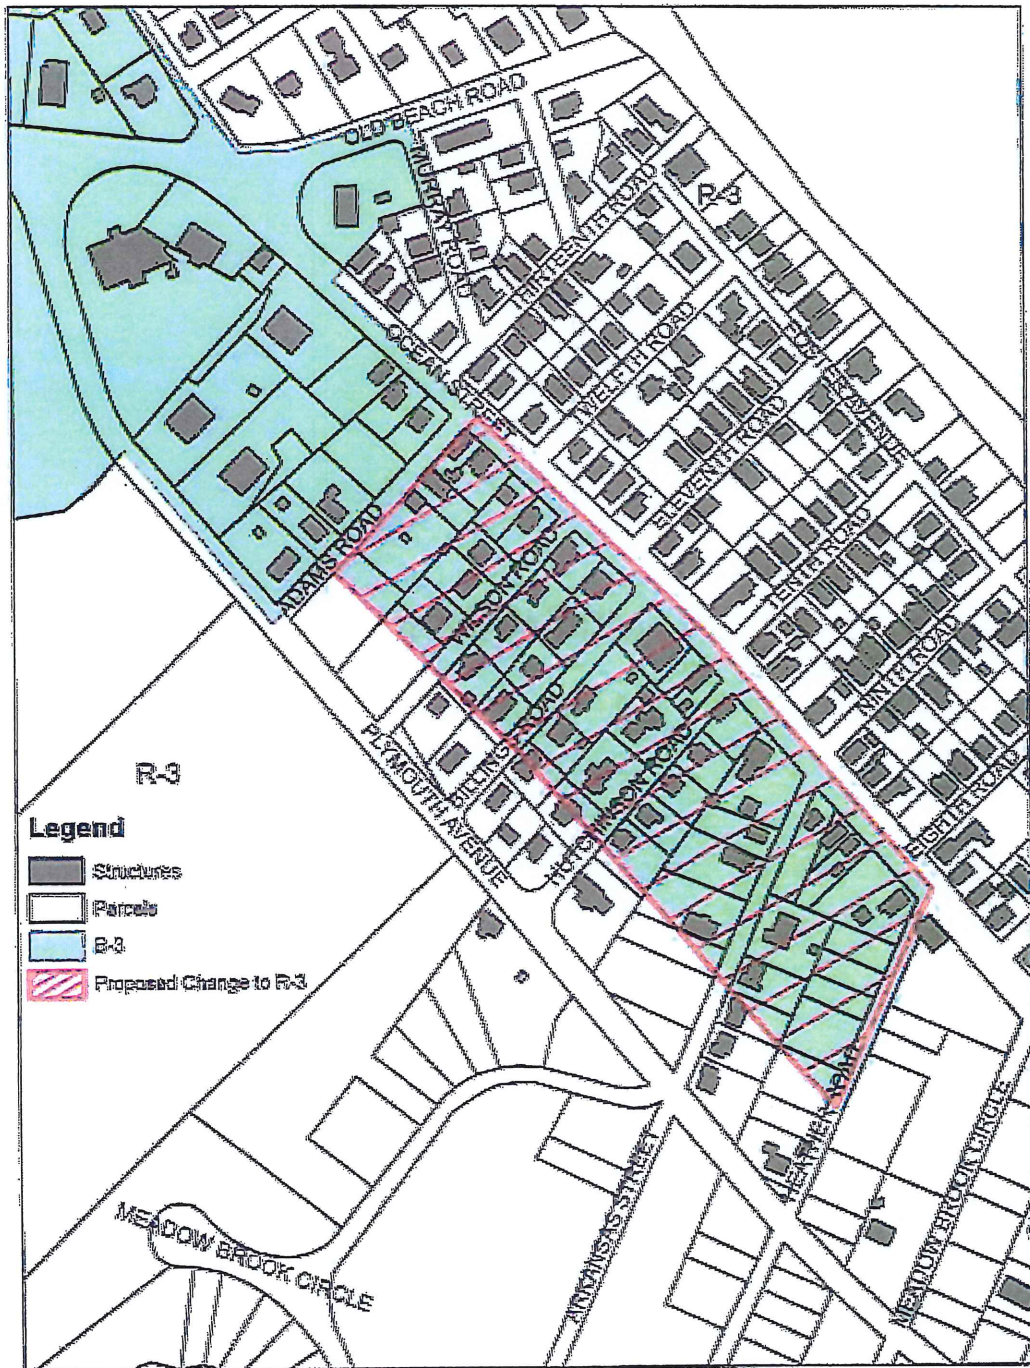 OLD BEACH ROAD
MURRAY ROAD
R-3
THIRTEENTH ROAD
OCEAN STREET
TWELFTH ROAD
ELEVENTH ROAD
TENTH ROAD
NINTH ROAD
EIGHTH ROAD
ADAMS ROAD
ROAD
ROAD
HUTCHINSON ROAD
PLYMOUTH AVENUE
R-3
Legend
Structures
Parcels
B-3
Proposed Change to R-3
MEADOW BROOK CIRCLE
ARKANSAS STREET
MEADOW BROOK CIRCLE